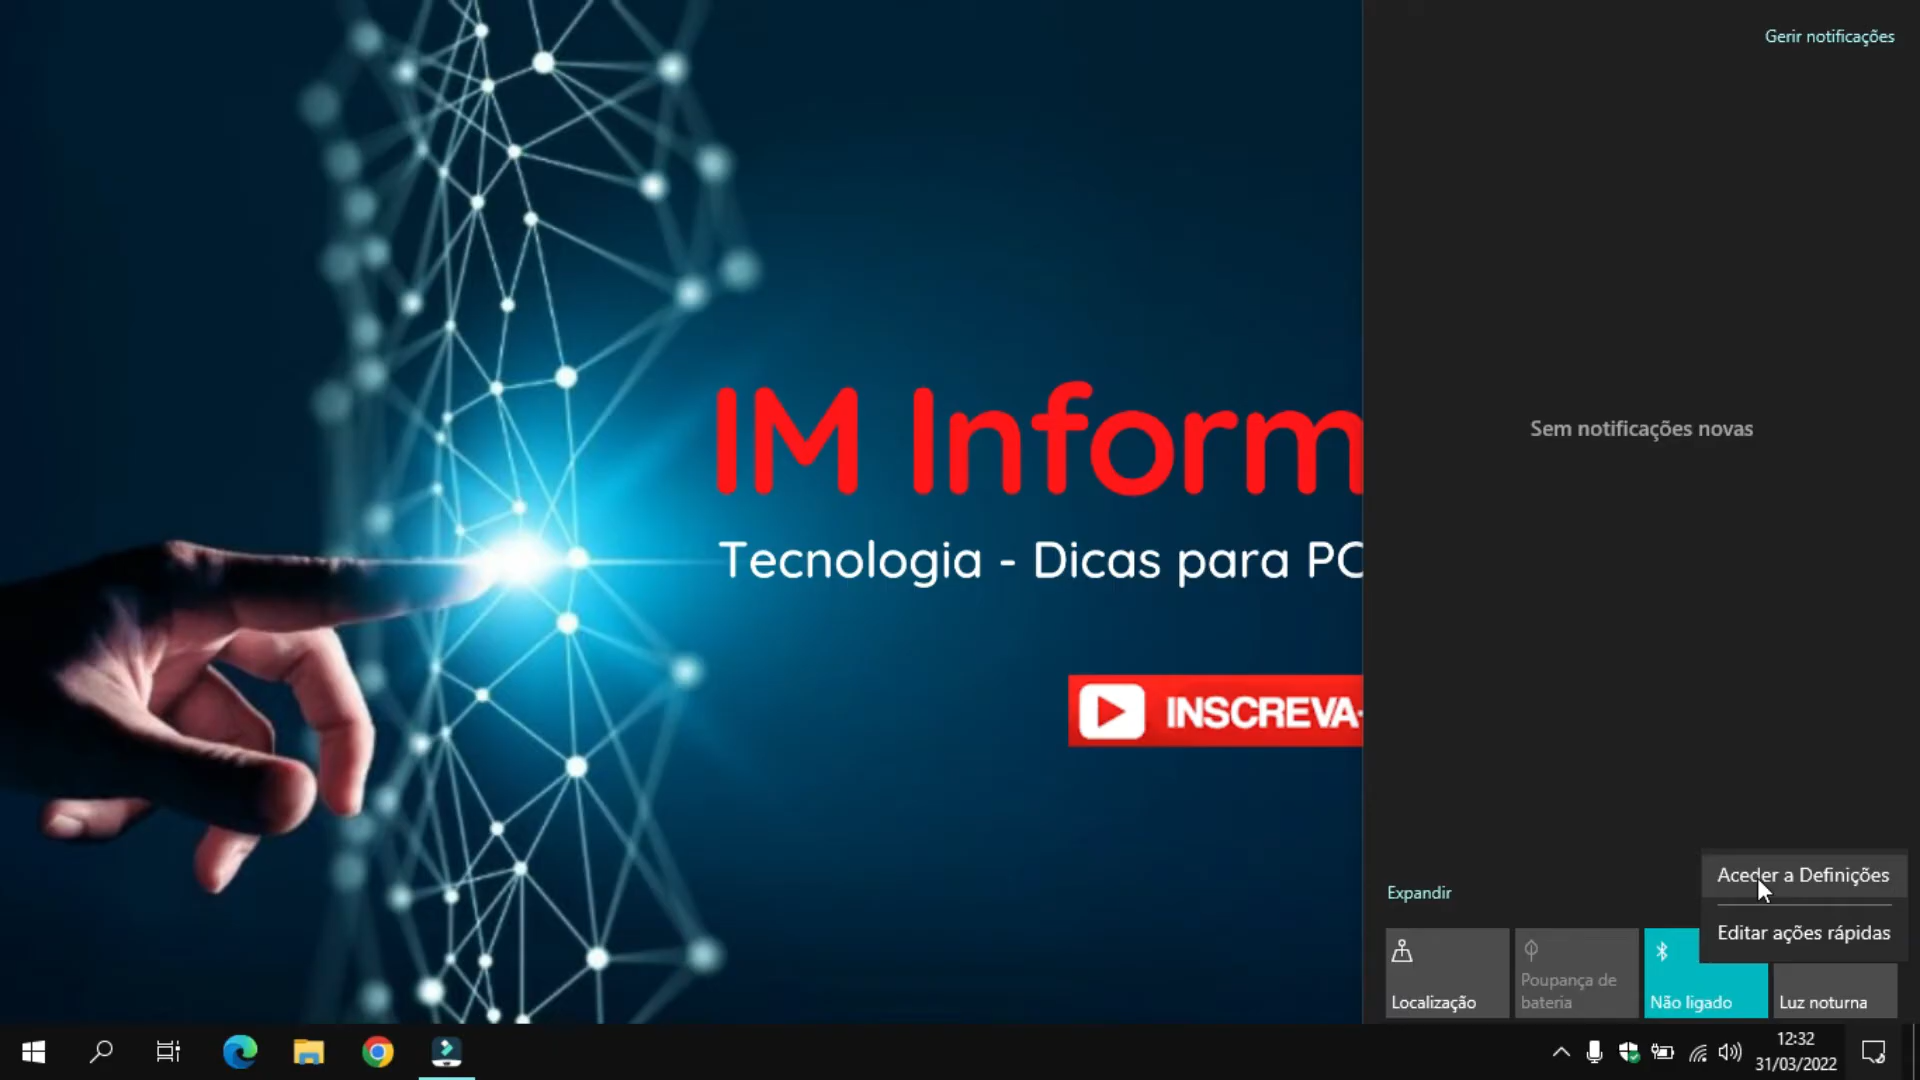 Gerir notificações
IM Inform
Sem notificações novas
Tecnologia - Dicas para PC
INSCREVA-
Aceder a Definições
Expandir
Editar ações rápidas
Localização
Poupança de
bateria
Não ligado
Luz noturna
12:32
31/03/2022